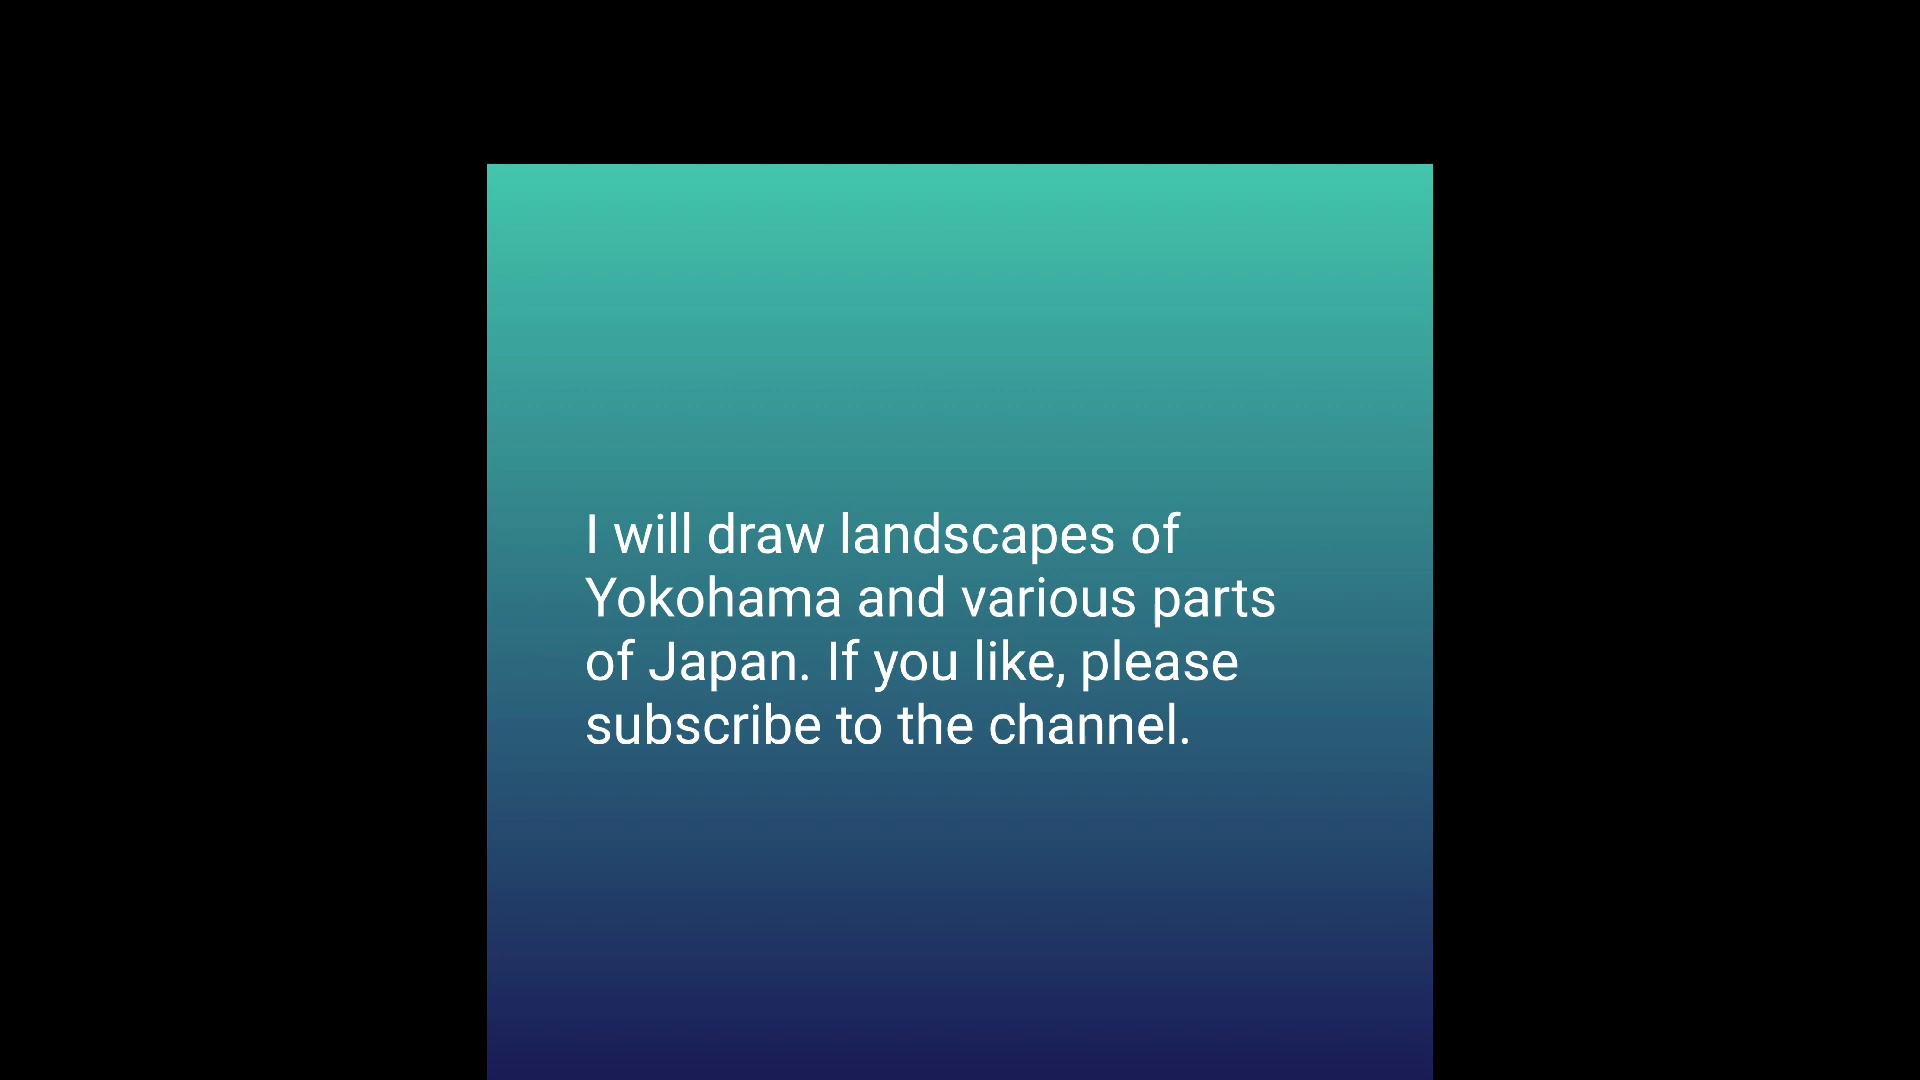 I will draw landscapes of
Yokohama and various parts
of Japan. If you like, please
subscribe to the channel.